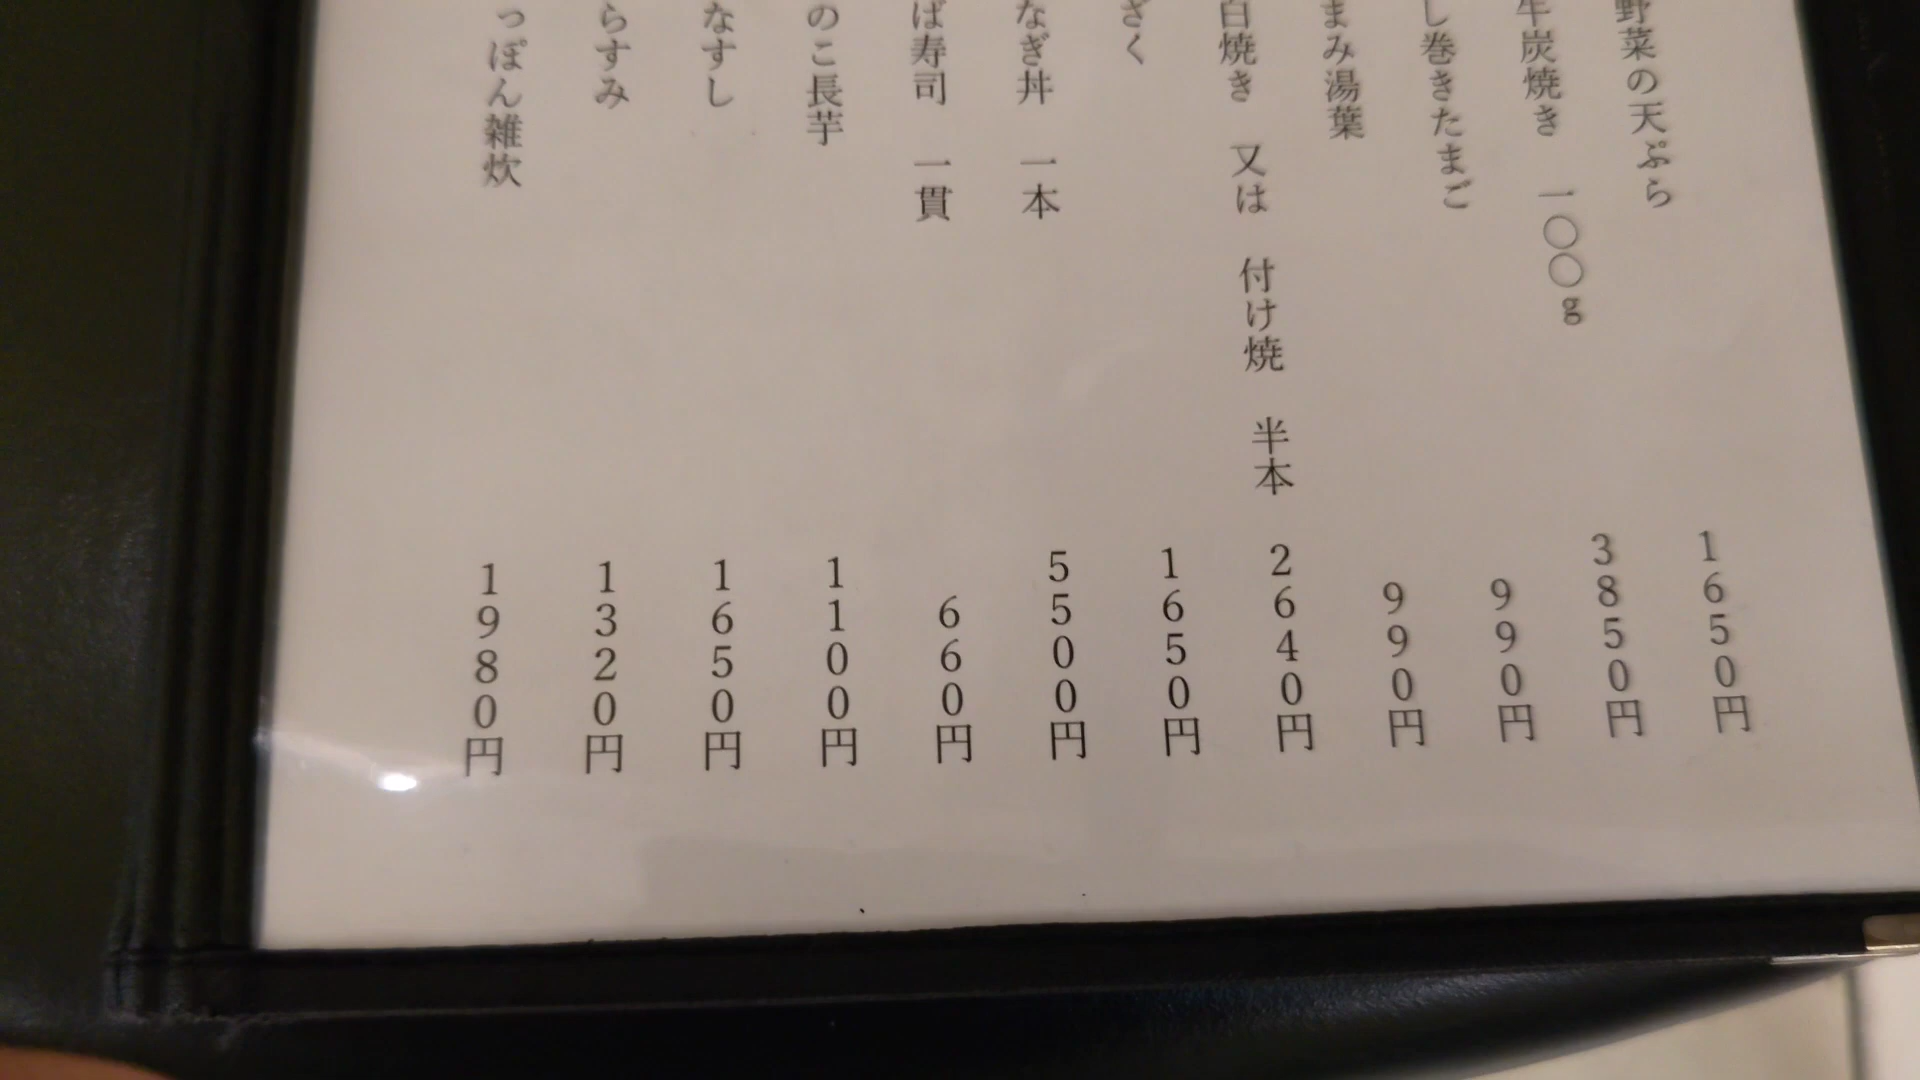 野菜の天ぷら 1650円
牛炭焼き 一〇〇g 3850円
し巻きたまご 990円
まみ湯葉 990円
白焼き 又は 付け焼 半本 2640円
ざく 1650円
なぎ丼 一本 5500円
ば寿司 一貫 660円
のこ長芋 1100円
なすし 1650円
らすみ 1320円
っぽん雑炊 1980円